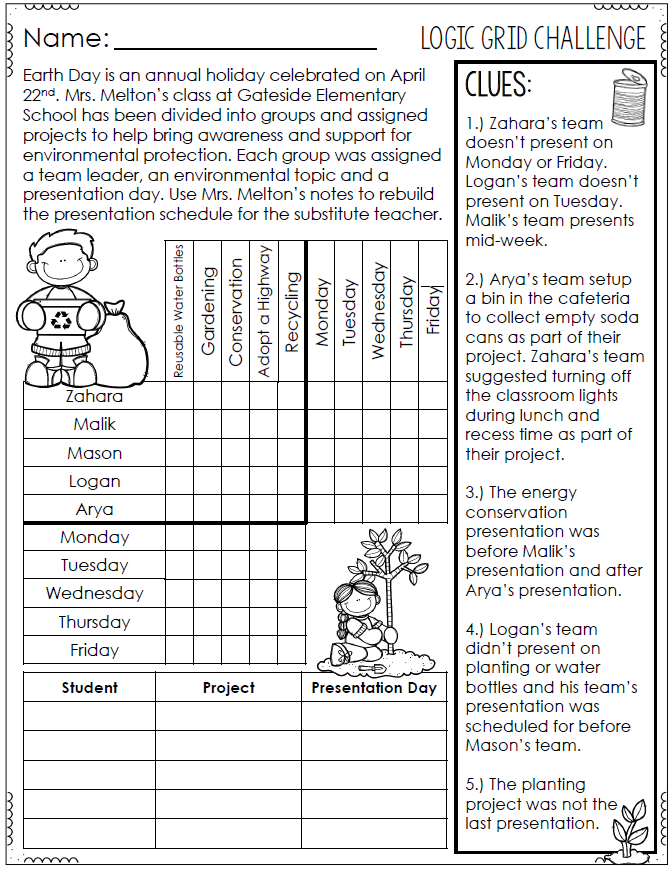 Name:
LOGIC GRID CHALLENGE
Earth Day is an annual holiday celebrated on April
22nd. Mrs. Melton's class at Gateside Elementary
School has been divided into groups and assigned
projects to help bring awareness and support for
environmental protection. Each group was assigned
a team leader, an environmental topic and a
presentation day. Use Mrs. Melton's notes to rebuild
the presentation schedule for the substitute teacher.
Reusable Water Bottles
Gardening
Conservation
Adopt a Highway
Recycling
Monday
Tuesday
Wednesday
Thursday
Friday
Zahara
Malik
Mason
Logan
Arya
Monday
Tuesday
Wednesday
Thursday
Friday
Student Project Presentation Day
CLUES:
1.) Zahara's team
doesn't present on
Monday or Friday.
Logan's team doesn't
present on Tuesday.
Malik's team presents
mid-week.
2.) Arya's team setup
a bin in the cafeteria
to collect empty soda
cans as part of their
project. Zahara's team
suggested turning off
the classroom lights
during lunch and
recess time as part of
their project.
3.) The energy
conservation
presentation was
before Malik's
presentation and after
Arya's presentation.
4.) Logan's team
didn't present on
planting or water
bottles and his team's
presentation was
scheduled for before
Mason's team.
5.) The planting
project was not the
last presentation.